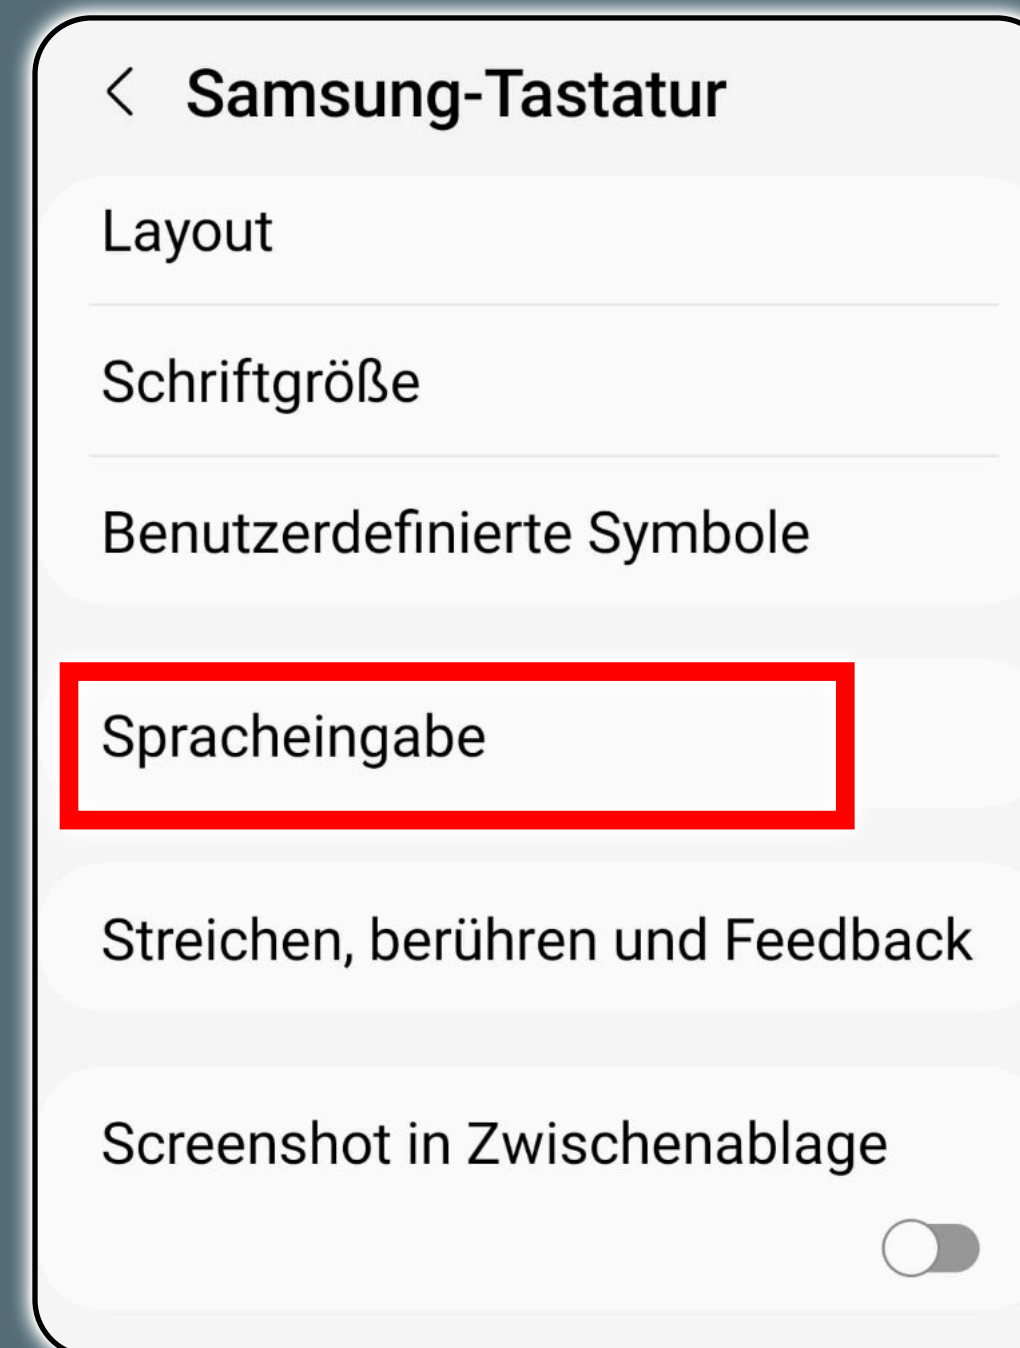 Samsung-Tastatur
Layout
Schriftgröße
Benutzerdefinierte Symbole
Spracheingabe
Streichen, berühren und Feedback
Screenshot in Zwischenablage